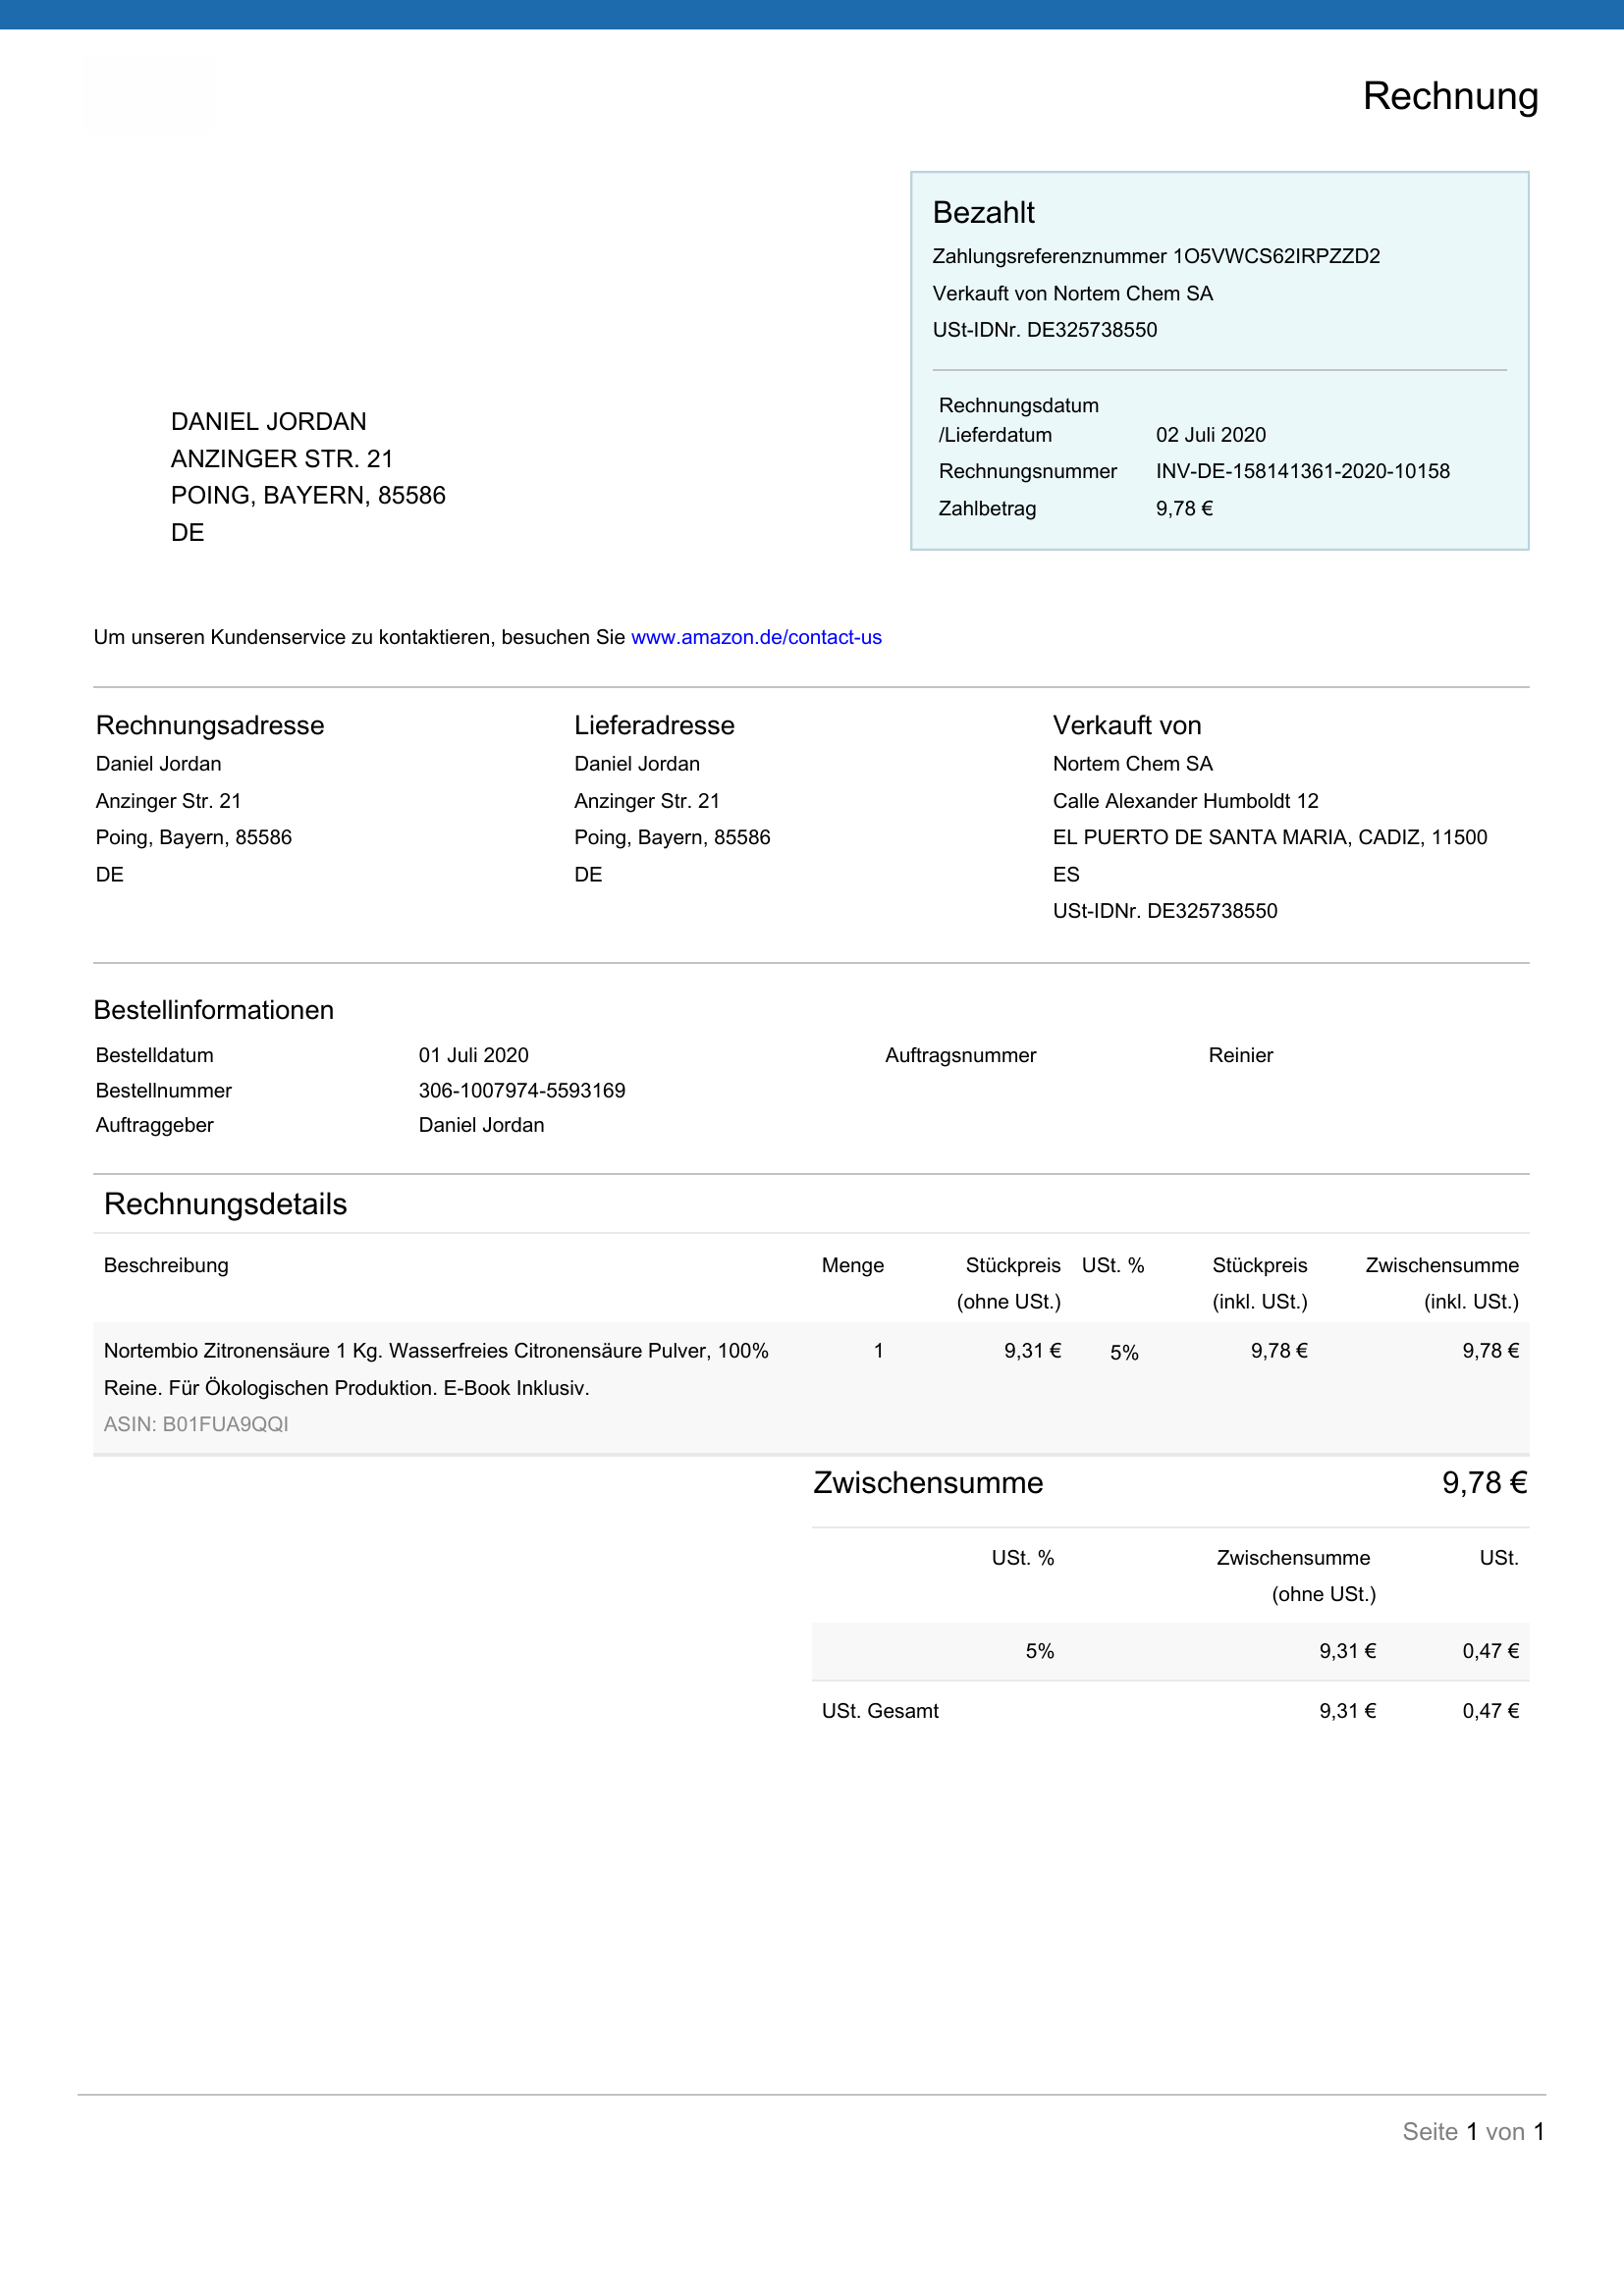 Rechnung
Bezahlt
Zahlungsreferenznummer 1O5VWCS62IRPZZD2
Verkauft von Nortem Chem SA
USt-IDNr. DE325738550
Rechnungsdatum
/Lieferdatum 02 Juli 2020
Rechnungsnummer INV-DE-158141361-2020-10158
Zahlbetrag 9,78 €
DANIEL JORDAN
ANZINGER STR. 21
POING, BAYERN, 85586
DE
Um unseren Kundenservice zu kontaktieren, besuchen Sie www.amazon.de/contact-us
Rechnungsadresse
Daniel Jordan
Anzinger Str. 21
Poing, Bayern, 85586
DE
Lieferadresse
Daniel Jordan
Anzinger Str. 21
Poing, Bayern, 85586
DE
Verkauft von
Nortem Chem SA
Calle Alexander Humboldt 12
EL PUERTO DE SANTA MARIA, CADIZ, 11500
ES
USt-IDNr. DE325738550
Bestellinformationen
Bestelldatum 01 Juli 2020 Auftragsnummer Reinier
Bestellnummer 306-1007974-5593169
Auftraggeber Daniel Jordan
Rechnungsdetails
Beschreibung Menge Stückpreis USt. % Stückpreis Zwischensumme
(ohne USt.) (inkl. USt.) (inkl. USt.)
Nortembio Zitronensäure 1 Kg. Wasserfreies Citronensäure Pulver, 100% 1 9,31 € 5% 9,78 € 9,78 €
Reine. Für Ökologischen Produktion. E-Book Inklusiv.
ASIN: B01FUA9QQI
Zwischensumme 9,78 €
USt. % Zwischensumme USt.
(ohne USt.)
5% 9,31 € 0,47 €
USt. Gesamt 9,31 € 0,47 €
Seite 1 von 1